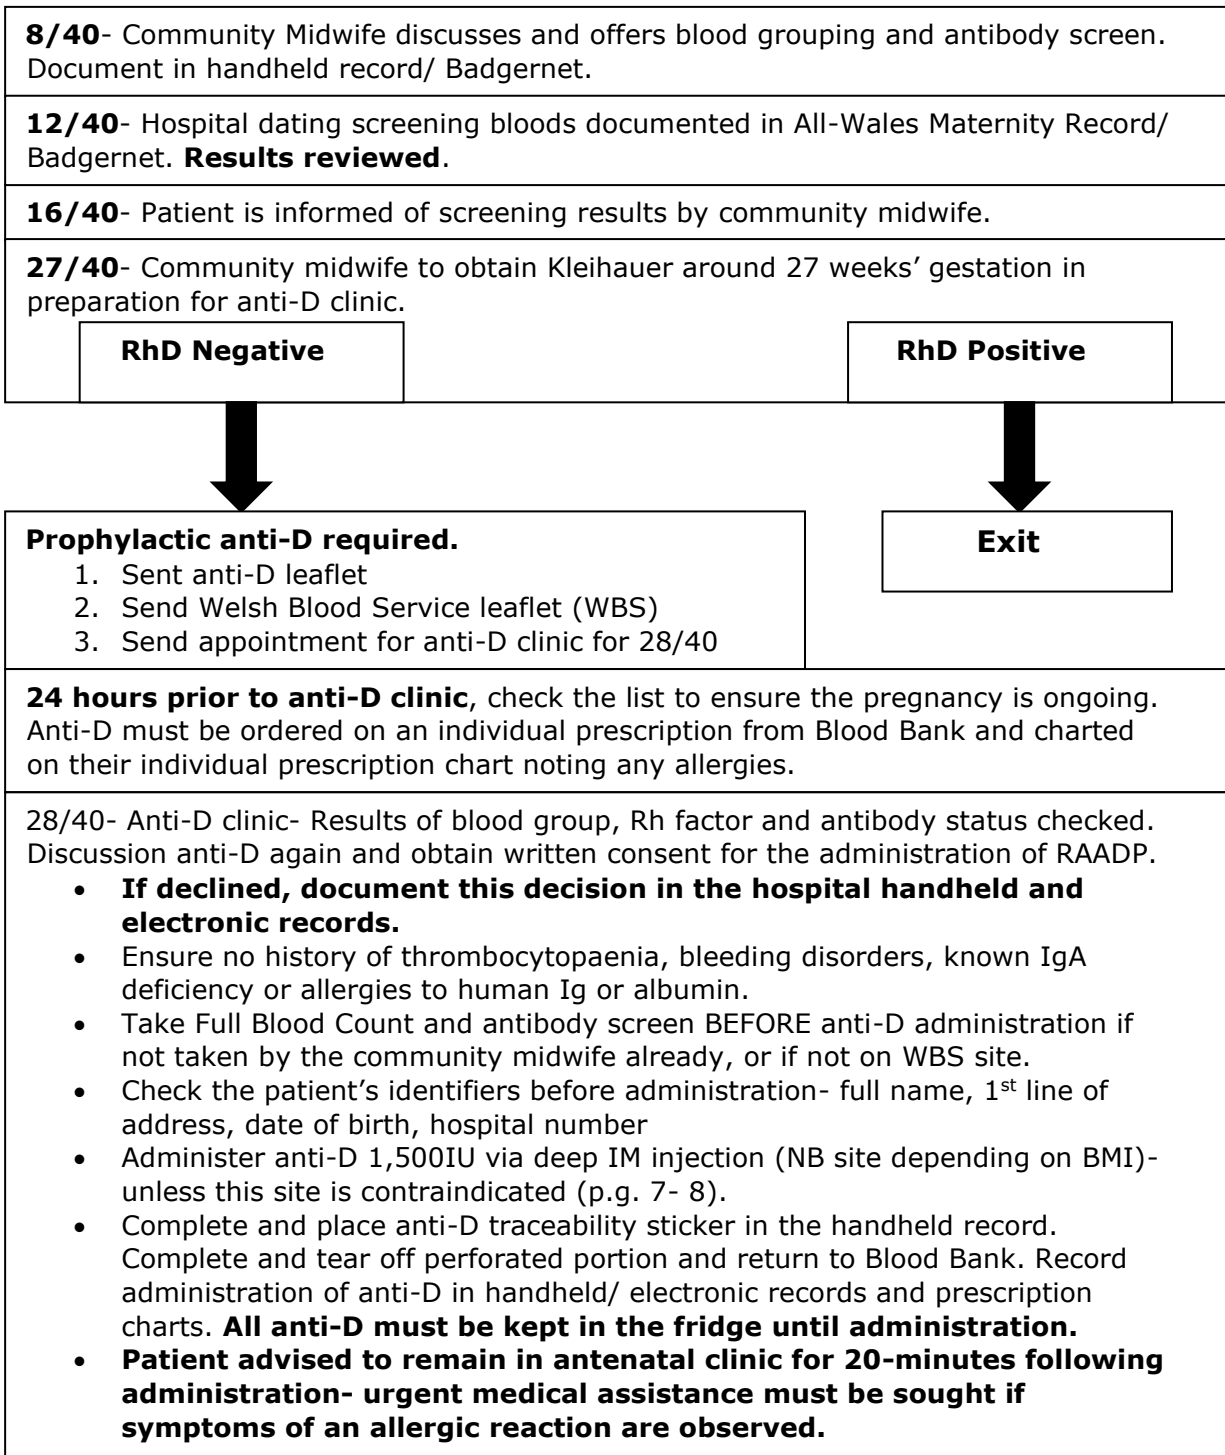 8/40- Community Midwife discusses and offers blood grouping and antibody screen.
Document in handheld record/ Badgernet.
12/40- Hospital dating screening bloods documented in All-Wales Maternity Record/
Badgernet. Results reviewed.
16/40- Patient is informed of screening results by community midwife.
27/40- Community midwife to obtain Kleihauer around 27 weeks’ gestation in
preparation for anti-D clinic.
RhD Negative
RhD Positive
Prophylactic anti-D required.
1. Sent anti-D leaflet
2. Send Welsh Blood Service leaflet (WBS)
3. Send appointment for anti-D clinic for 28/40
Exit
24 hours prior to anti-D clinic, check the list to ensure the pregnancy is ongoing.
Anti-D must be ordered on an individual prescription from Blood Bank and charted
on their individual prescription chart noting any allergies.
28/40- Anti-D clinic- Results of blood group, Rh factor and antibody status checked.
Discussion anti-D again and obtain written consent for the administration of RAADP.
• If declined, document this decision in the hospital handheld and
electronic records.
• Ensure no history of thrombocytopaenia, bleeding disorders, known IgA
deficiency or allergies to human Ig or albumin.
• Take Full Blood Count and antibody screen BEFORE anti-D administration if
not taken by the community midwife already, or if not on WBS site.
• Check the patient’s identifiers before administration- full name, 1st line of
address, date of birth, hospital number
• Administer anti-D 1,500IU via deep IM injection (NB site depending on BMI)-
unless this site is contraindicated (p.g. 7- 8).
• Complete and place anti-D traceability sticker in the handheld record.
Complete and tear off perforated portion and return to Blood Bank. Record
administration of anti-D in handheld/ electronic records and prescription
charts. All anti-D must be kept in the fridge until administration.
• Patient advised to remain in antenatal clinic for 20-minutes following
administration- urgent medical assistance must be sought if
symptoms of an allergic reaction are observed.